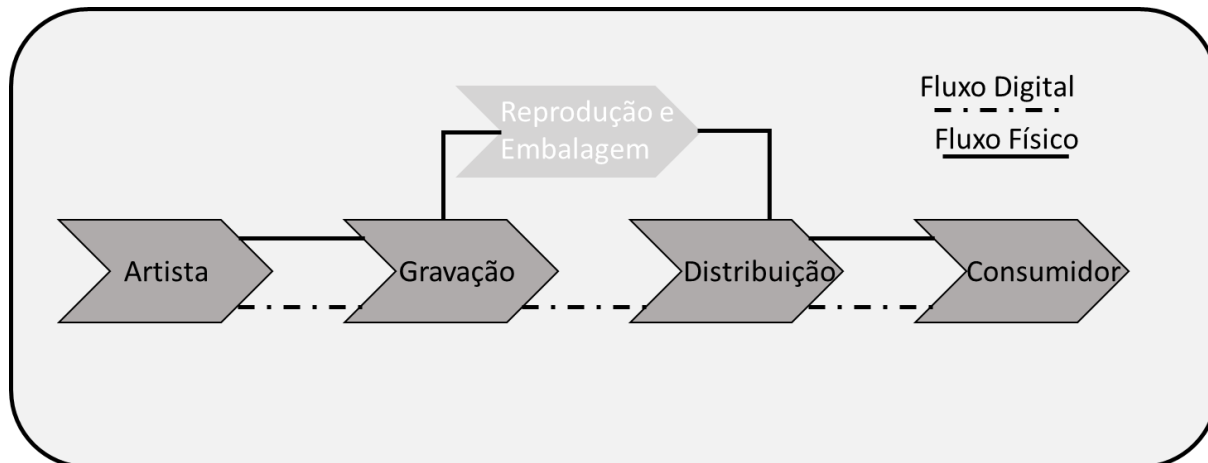 Fluxo Digital
Fluxo Físico
Reprodução e
Embalagem
Artista
Gravação
Distribuição
Consumidor